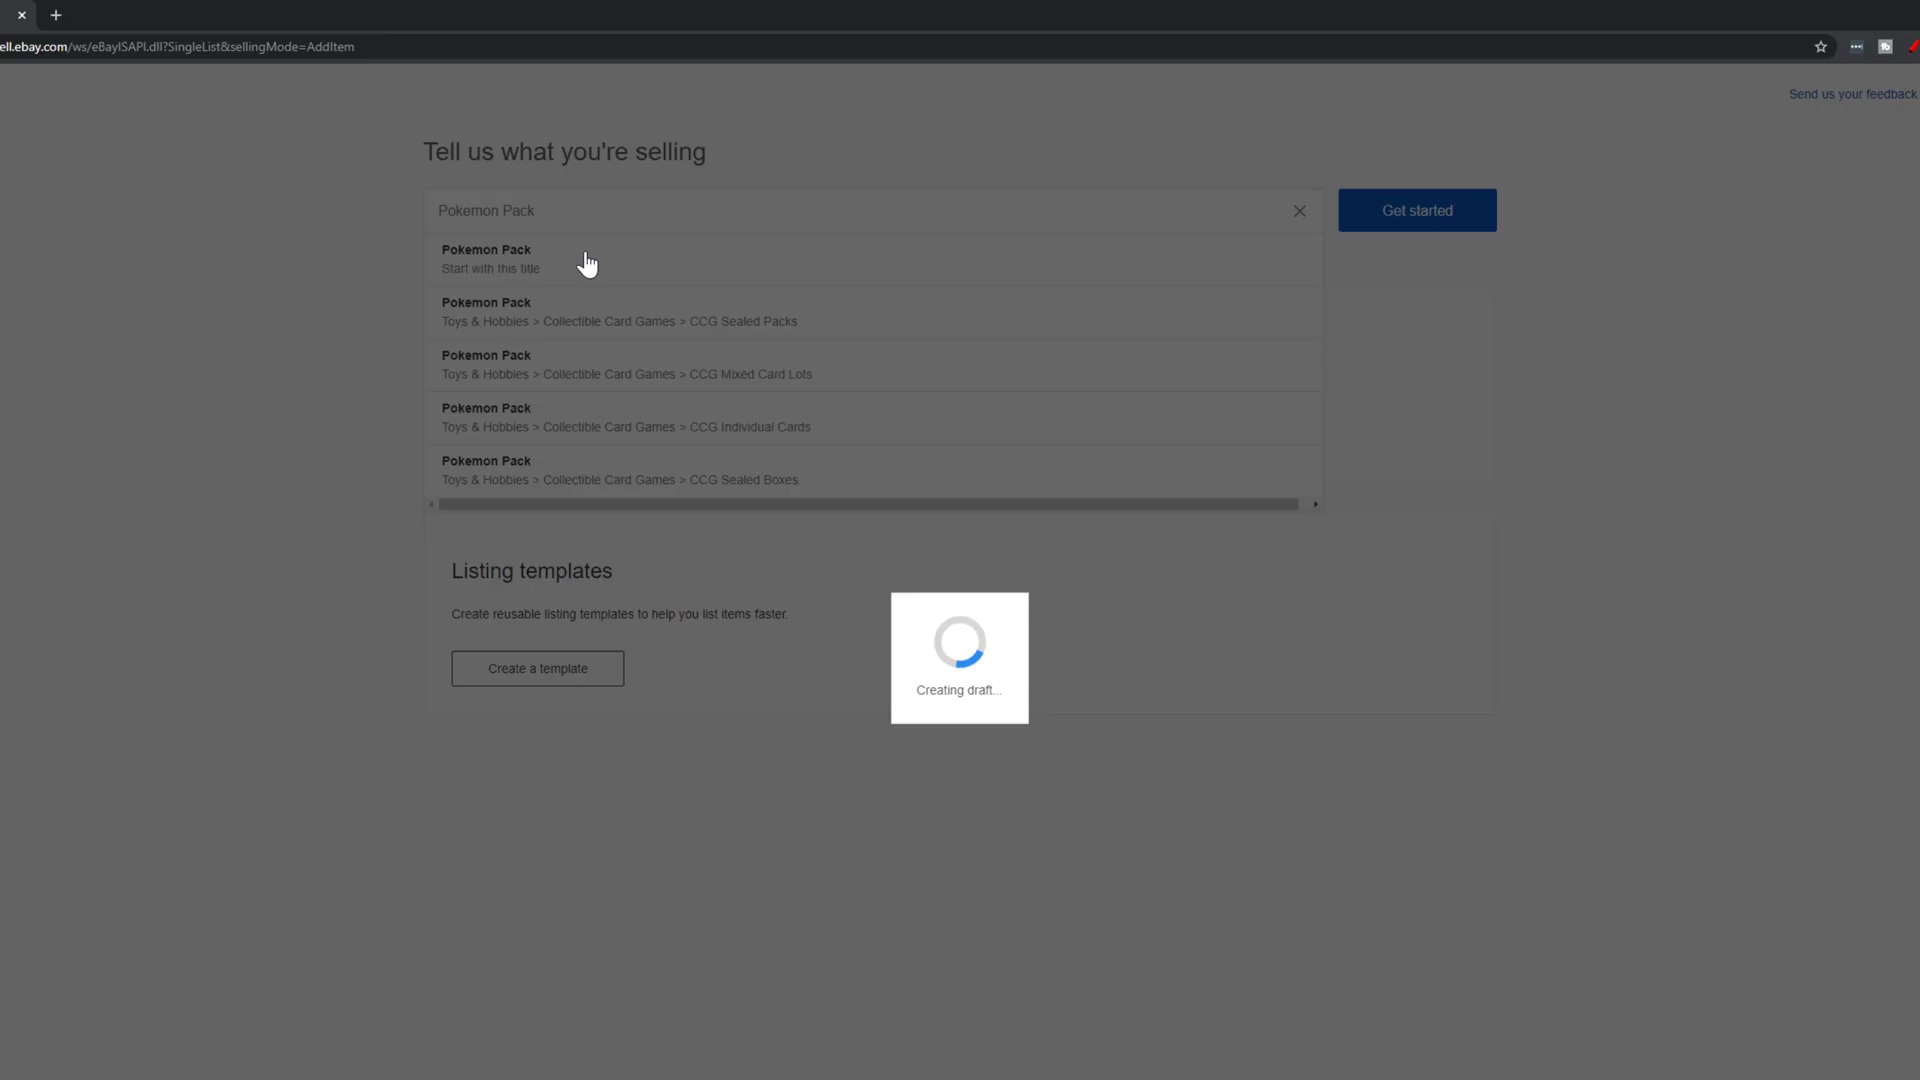 ell.ebay.com/ws/eBayISAPI.dll?SingleList&sellingMode=AddItem
Send us your feedback
Tell us what you're selling
Pokemon Pack
Get started
Pokemon Pack
Start with this title
Pokemon Pack
Toys & Hobbies > Collectible Card Games > CCG Sealed Packs
Pokemon Pack
Toys & Hobbies > Collectible Card Games > CCG Mixed Card Lots
Pokemon Pack
Toys & Hobbies > Collectible Card Games > CCG Individual Cards
Pokemon Pack
Toys & Hobbies > Collectible Card Games > CCG Sealed Boxes
Listing templates
Create reusable listing templates to help you list items faster.
Create a template
Creating draft...